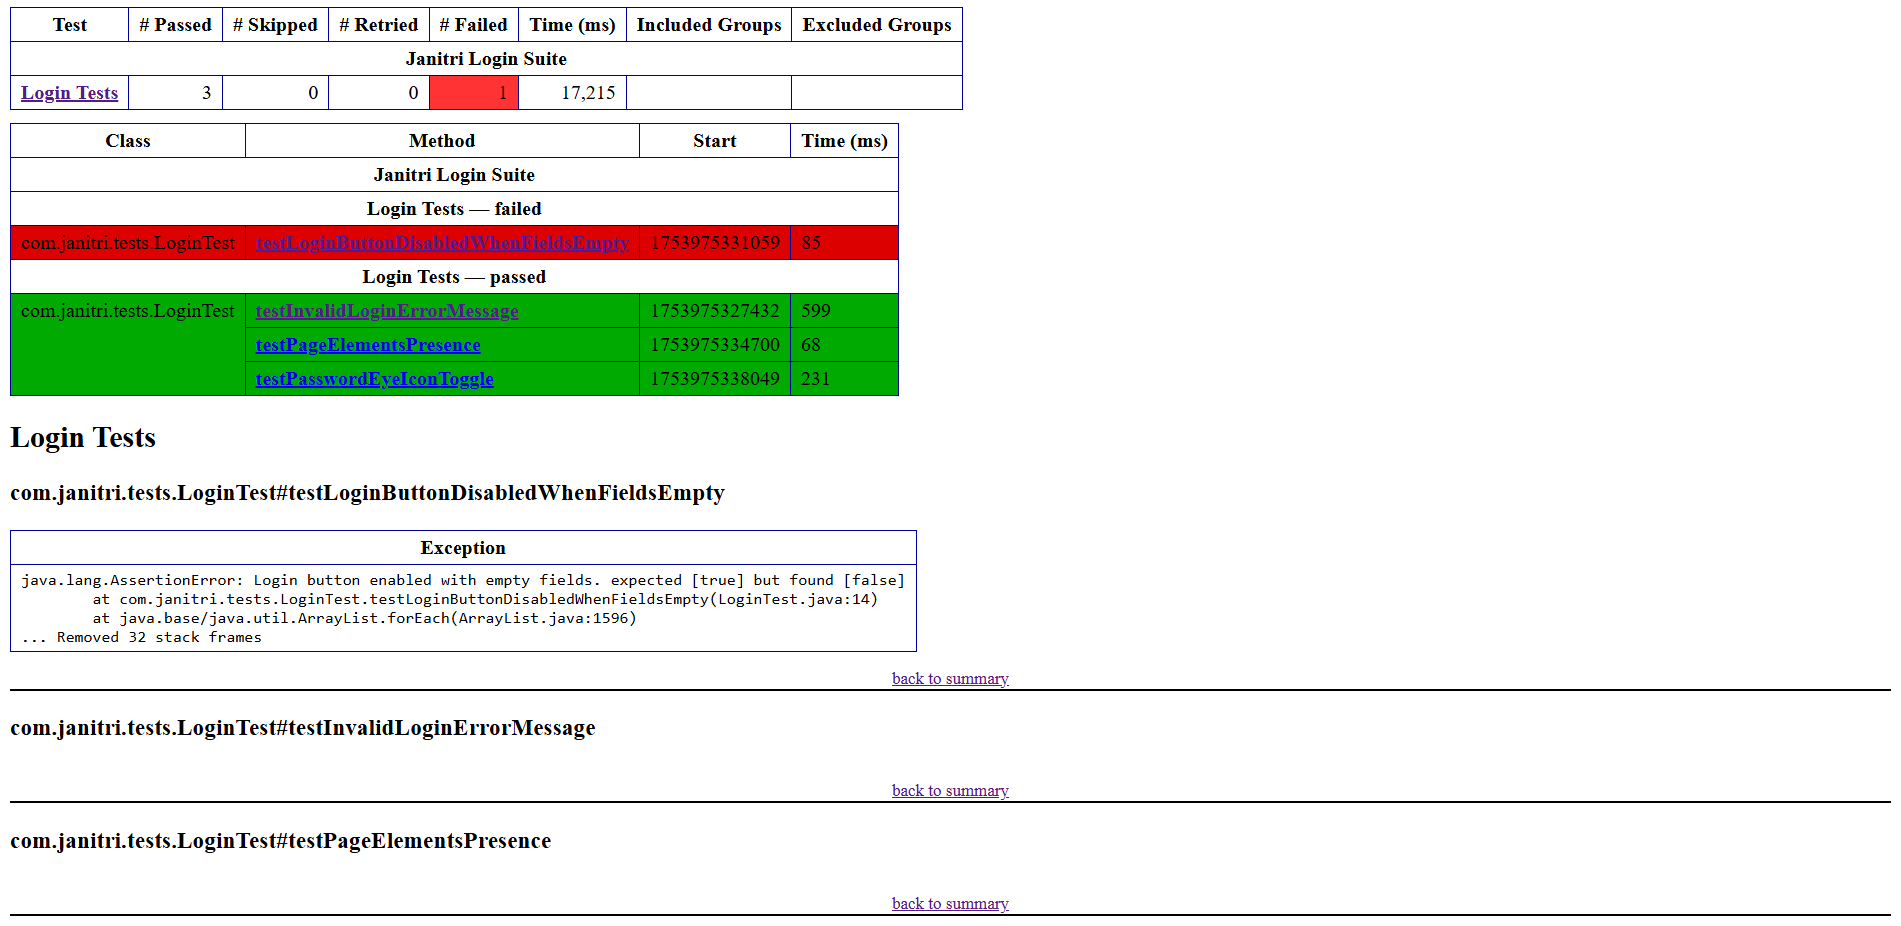 Test # Passed # Skipped # Retried # Failed Time (ms) Included Groups Excluded Groups
Janitri Login Suite
Login Tests 3 0 0 1 17,215
Class Method Start Time (ms)
Janitri Login Suite
Login Tests — failed
com.janitri.tests.LoginTest testLoginButtonDisabledWhenFieldsEmpty 1753975331059 85
Login Tests — passed
com.janitri.tests.LoginTest testInvalidLoginErrorMessage 1753975327432 599
testPageElementsPresence 1753975334700 68
testPasswordEyeIconToggle 1753975338049 231
Login Tests
com.janitri.tests.LoginTest#testLoginButtonDisabledWhenFieldsEmpty
Exception
java.lang.AssertionError: Login button enabled with empty fields. expected [true] but found [false]
at com.janitri.tests.LoginTest.testLoginButtonDisabledWhenFieldsEmpty(LoginTest.java:14)
at java.base/java.util.ArrayList.forEach(ArrayList.java:1596)
... Removed 32 stack frames
back to summary
com.janitri.tests.LoginTest#testInvalidLoginErrorMessage
back to summary
com.janitri.tests.LoginTest#testPageElementsPresence
back to summary